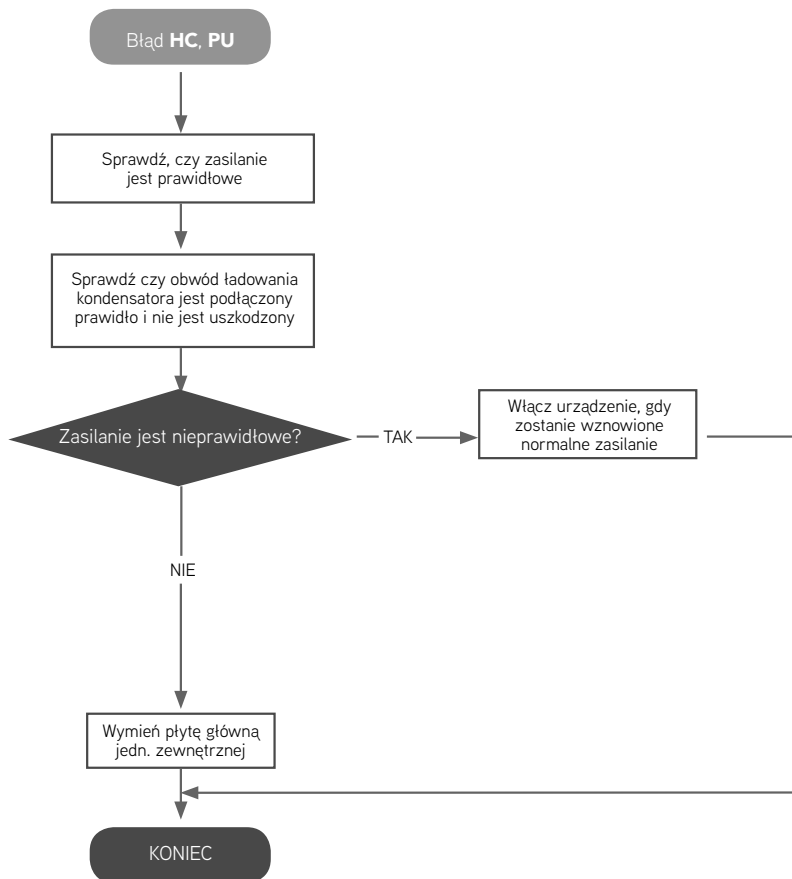 Błąd HC, PU
Sprawdź, czy zasilanie
jest prawidłowe
Sprawdź czy obwód ładowania
kondensatora jest podłączony
prawidło i nie jest uszkodzony
Zasilanie jest nieprawidłowe?
TAK
Włącz urządzenie, gdy
zostanie wznowione
normalne zasilanie
NIE
Wymień płytę główną
jedn. zewnętrznej
KONIEC